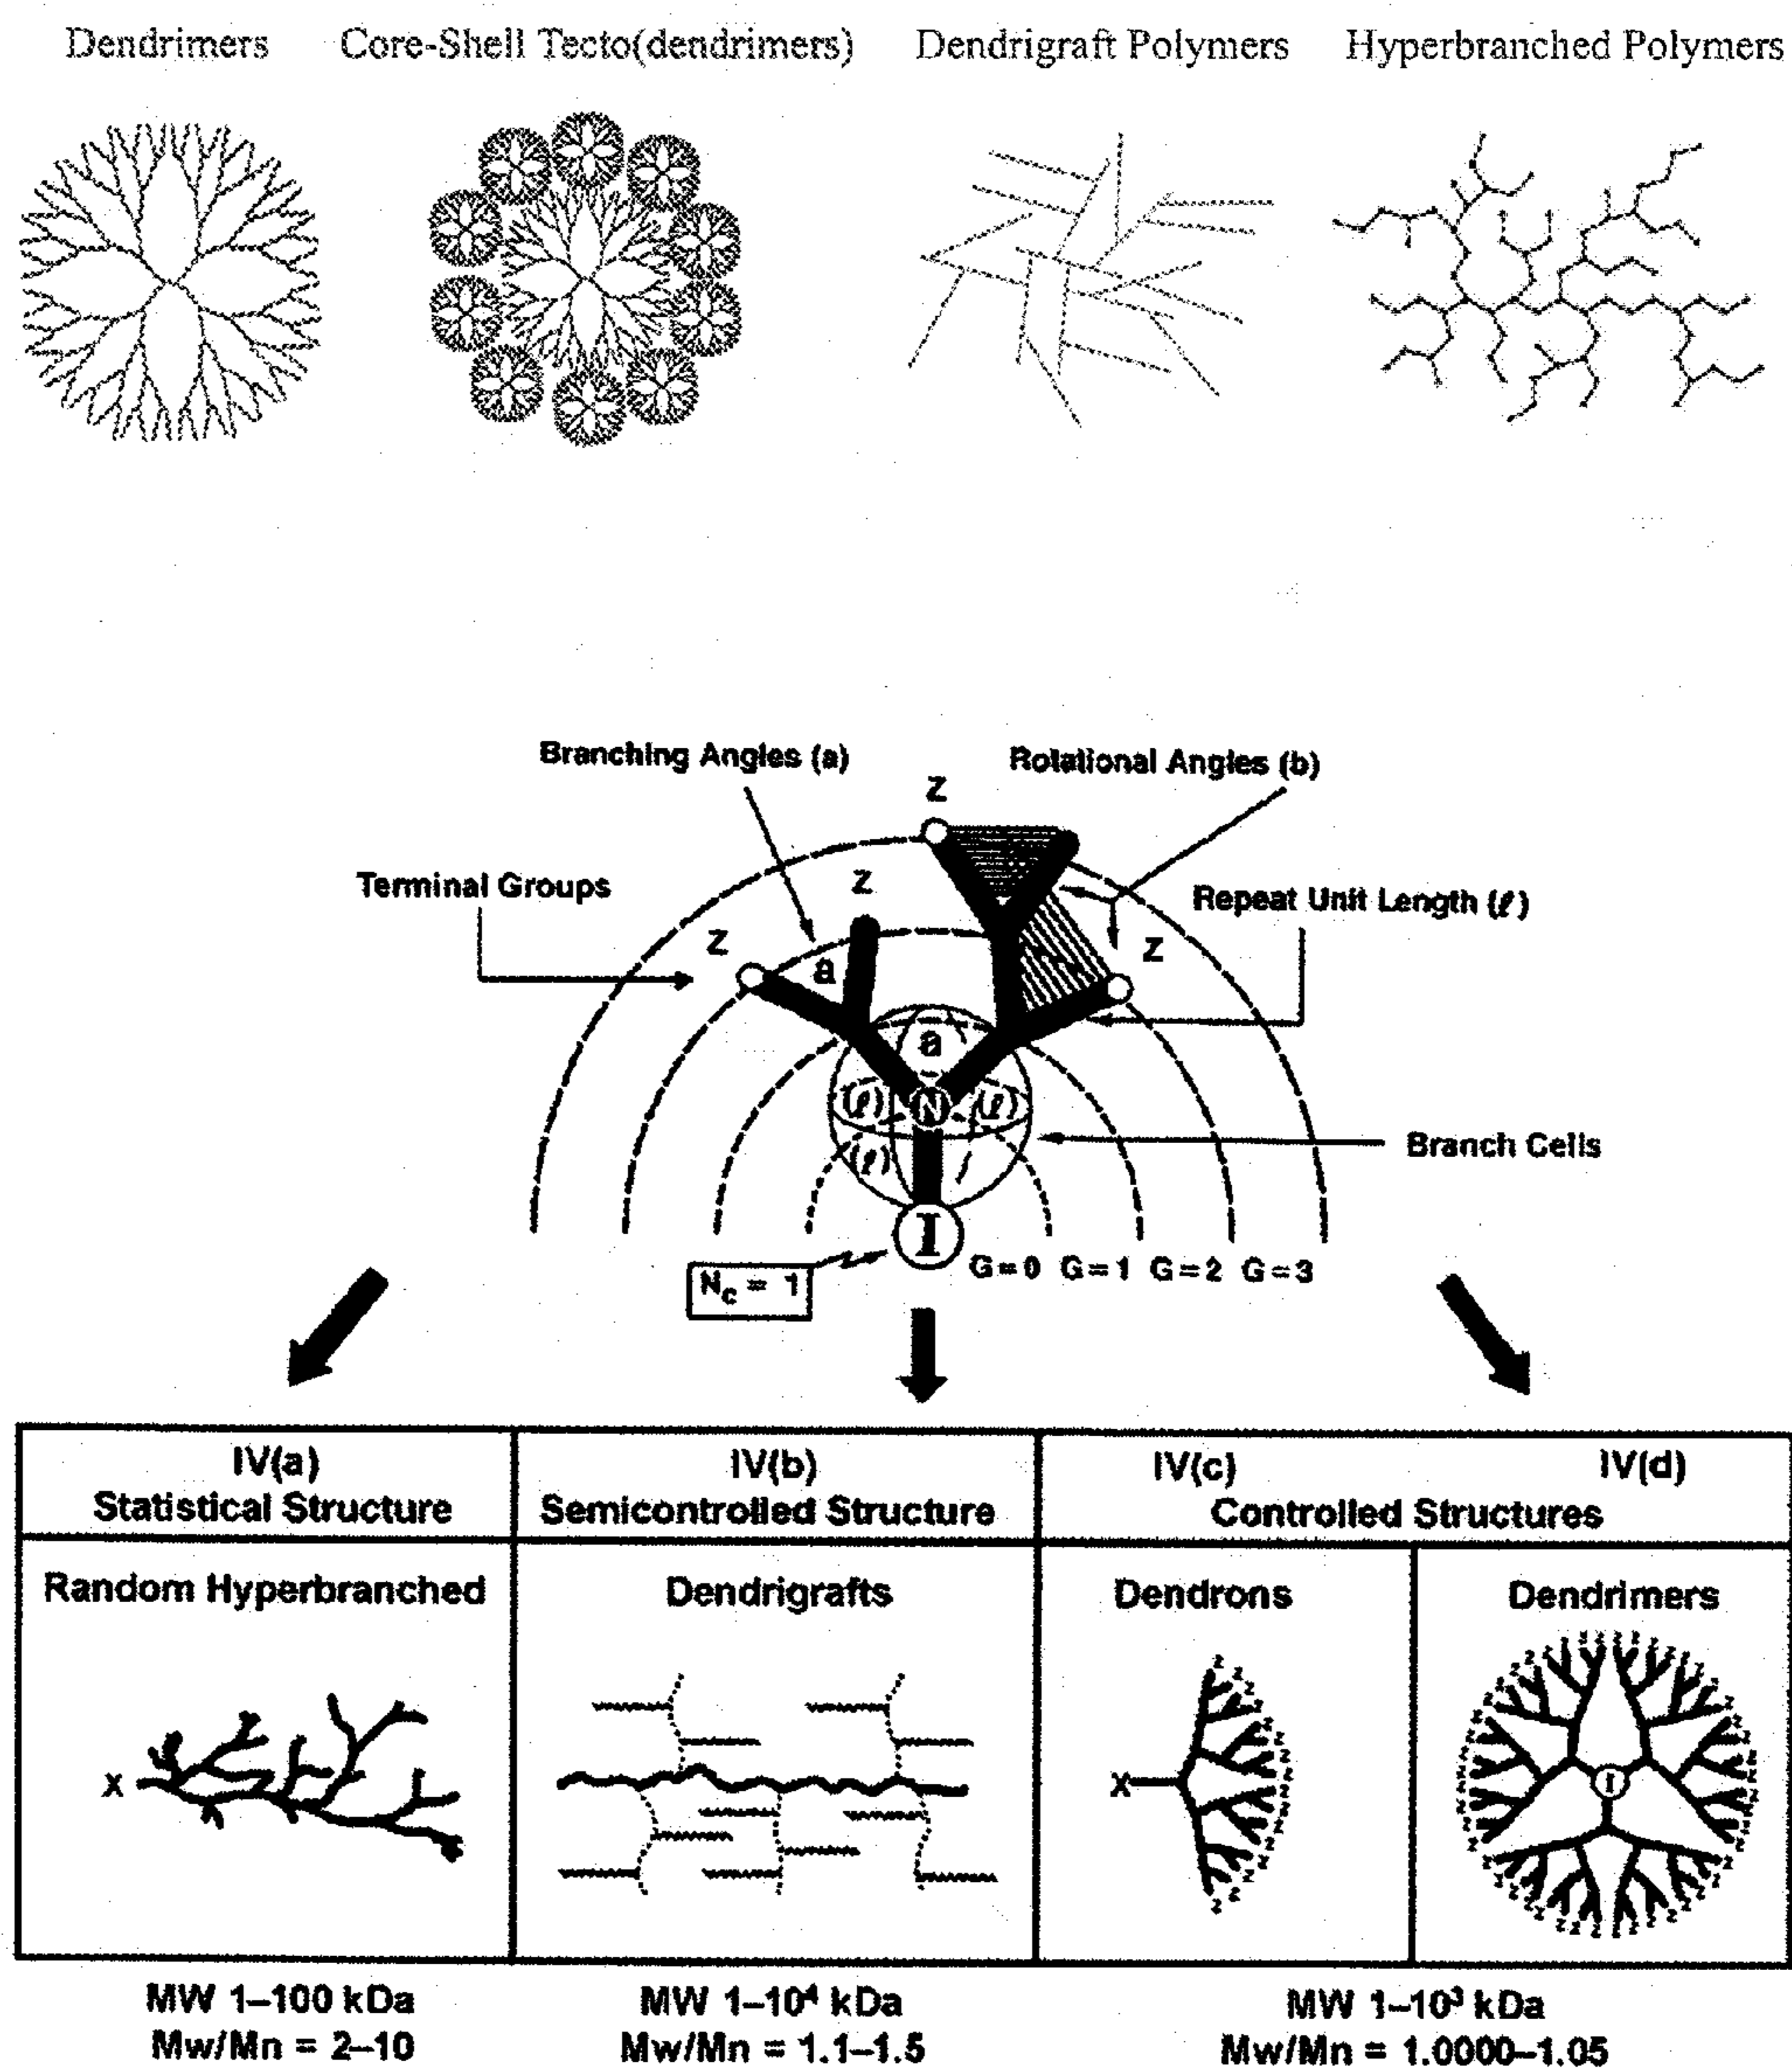 Dendrimers
Core-Shell Tecto(dendrimers)
Dendrigraft Polymers
Hyperbranched Polymers
Branching Angles (a)
Rotational Angles (b)
Z
Terminal Groups
Z
Repeat Unit Length (ℓ)
Z
Z
a
a
(ℓ)
N
(ℓ)
(ℓ)
Branch Cells
I
Nc = 1
G=0 G=1 G=2 G=3
IV(a)
Statistical Structure
IV(b)
Semicontrolled Structure
IV(c)
IV(d)
Controlled Structures
Random Hyperbranched
Dendrigrafts
Dendrons
Dendrimers
X
X
I
MW 1–100 kDa
Mw/Mn = 2–10
MW 1–10⁴ kDa
Mw/Mn = 1.1–1.5
MW 1–10³ kDa
Mw/Mn = 1.0000–1.05